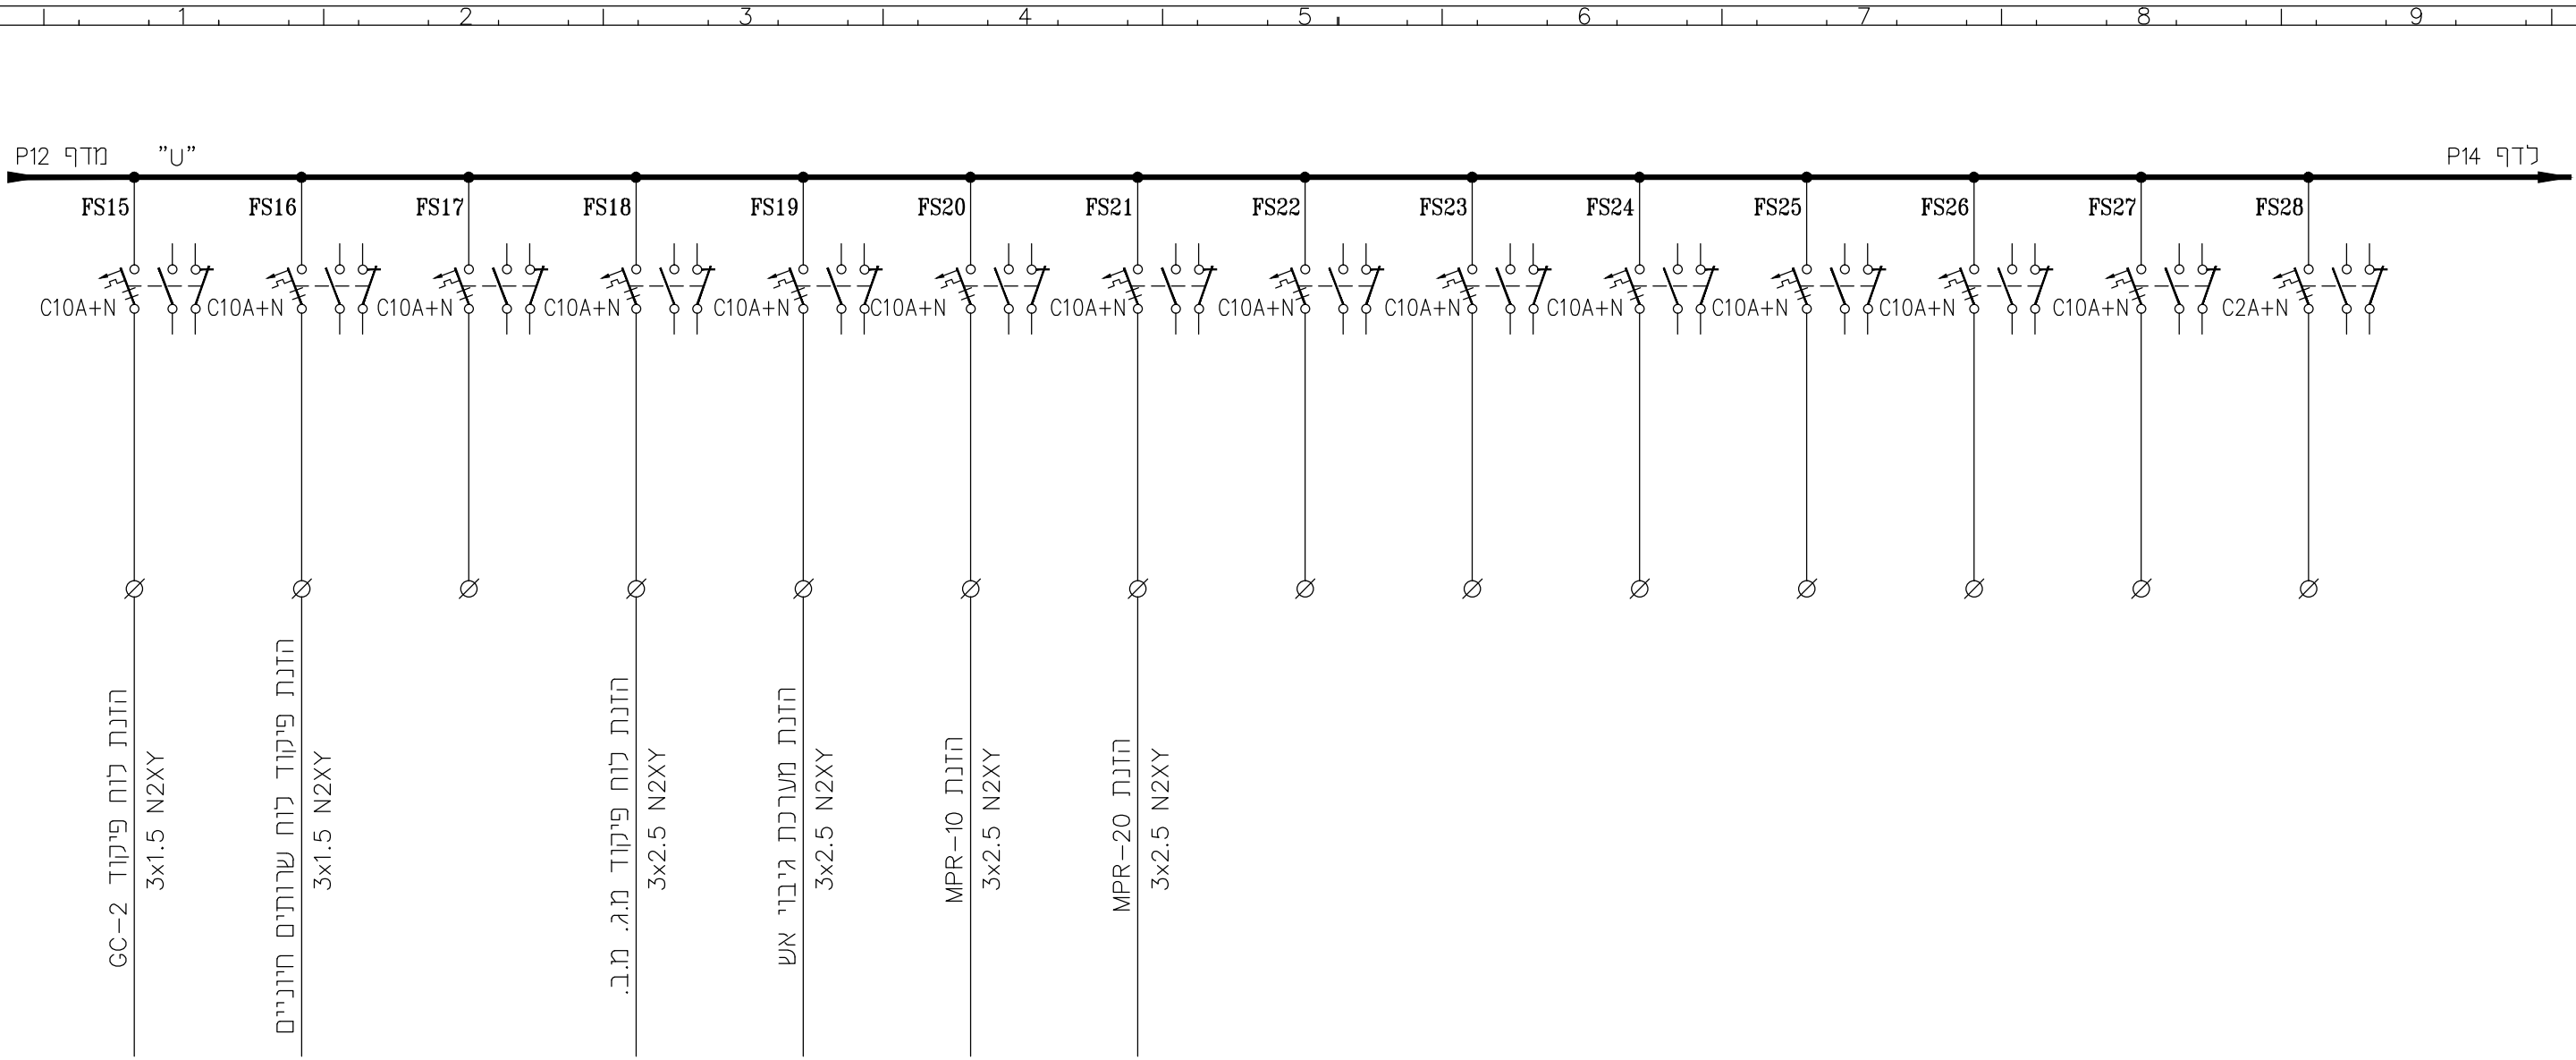 1 2 3 4 5 6 7 8 9
מדף P12 "U" לדף P14
FS15 FS16 FS17 FS18 FS19 FS20 FS21 FS22 FS23 FS24 FS25 FS26 FS27 FS28
C10A+N C10A+N C10A+N C10A+N C10A+N C10A+N C10A+N C10A+N C10A+N C10A+N C10A+N C10A+N C10A+N C2A+N
הזנת לוח פיקוד GC-2
3x1.5 N2XY
הזנת פיקוד לוח שרותים חיוניים
3x1.5 N2XY
הזנת לוח פיקוד מ.ג. מ.ב.
3x2.5 N2XY
הזנת מערכת גיבוי אש
3x2.5 N2XY
הזנת MPR-10
3x2.5 N2XY
הזנת MPR-20
3x2.5 N2XY